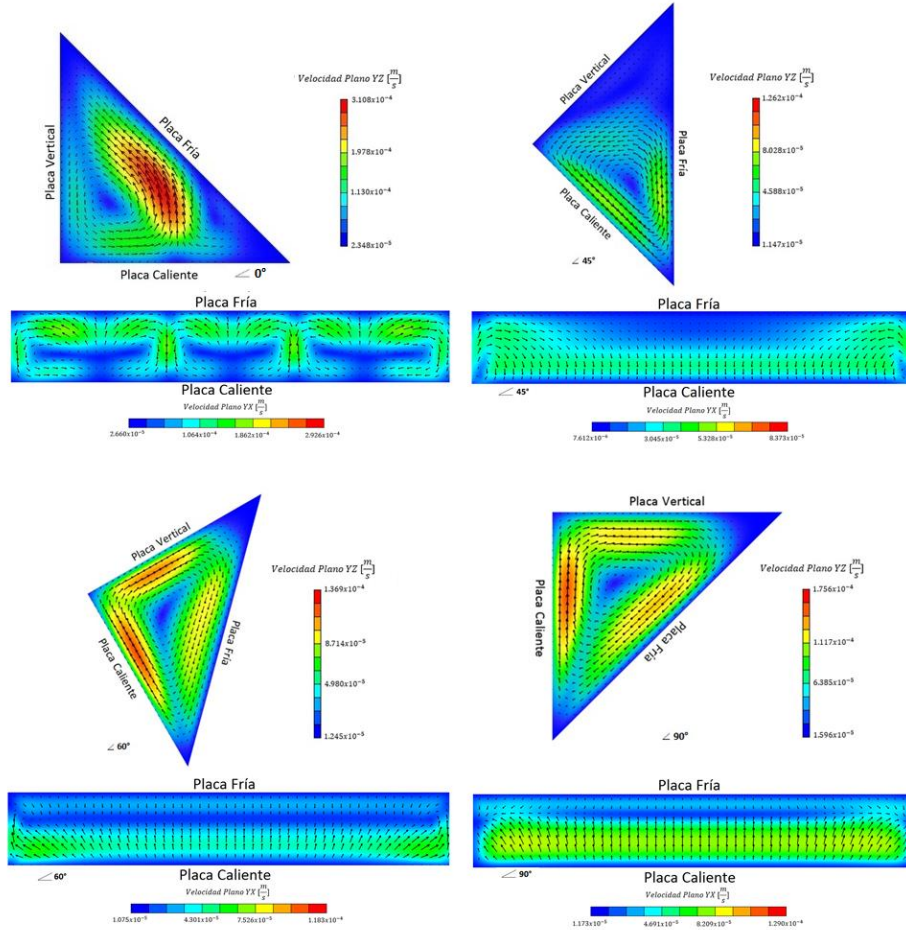 Velocidad Plano YZ [m/s]
3.108x10⁻⁴
1.978x10⁻⁴
1.130x10⁻⁴
2.348x10⁻⁵
Placa Vertical
Placa Fría
Placa Caliente
∠ 0°
Placa Fría
Placa Caliente
Velocidad Plano YX [m/s]
2.660x10⁻⁵
1.064x10⁻⁴
1.862x10⁻⁴
2.926x10⁻⁴
Velocidad Plano YZ [m/s]
1.262x10⁻⁴
8.028x10⁻⁵
4.588x10⁻⁵
1.147x10⁻⁵
Placa Vertical
Placa Fría
Placa Caliente
∠ 45°
Placa Fría
Placa Caliente
∠ 45°
Velocidad Plano YX [m/s]
7.612x10⁻⁶
3.045x10⁻⁵
5.328x10⁻⁵
8.373x10⁻⁵
Velocidad Plano YZ [m/s]
1.369x10⁻⁴
8.714x10⁻⁵
4.980x10⁻⁵
1.245x10⁻⁵
Placa Vertical
Placa Fría
Placa Caliente
∠ 60°
Placa Fría
Placa Caliente
∠ 60°
Velocidad Plano YX [m/s]
1.075x10⁻⁵
4.301x10⁻⁵
7.526x10⁻⁵
1.183x10⁻⁴
Placa Vertical
Velocidad Plano YZ [m/s]
1.756x10⁻⁴
1.117x10⁻⁴
6.385x10⁻⁵
1.596x10⁻⁵
Placa Caliente
Placa Fría
∠ 90°
Placa Fría
Placa Caliente
∠ 90°
Velocidad Plano YX [m/s]
1.173x10⁻⁵
4.691x10⁻⁵
8.209x10⁻⁵
1.290x10⁻⁴